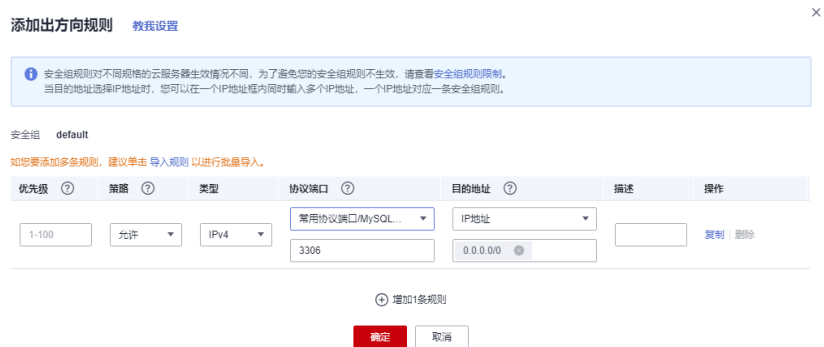 添加出方向规则 教我设置
安全组规则对不同规格的云服务器生效情况不同，为了避免您的安全组规则不生效，请查看安全组规则限制。
当目的地址选择IP地址时，您可以在一个IP地址框内同时输入多个IP地址，一个IP地址对应一条安全组规则。
安全组 default
如您要添加多条规则，建议单击 导入规则 以进行批量导入。
优先级 策略 类型 协议端口 目的地址 描述 操作
1-100 允许 IPv4 常用协议端口/MySQL... IP地址 复制 删除
3306 0.0.0.0/0
增加1条规则
确定 取消